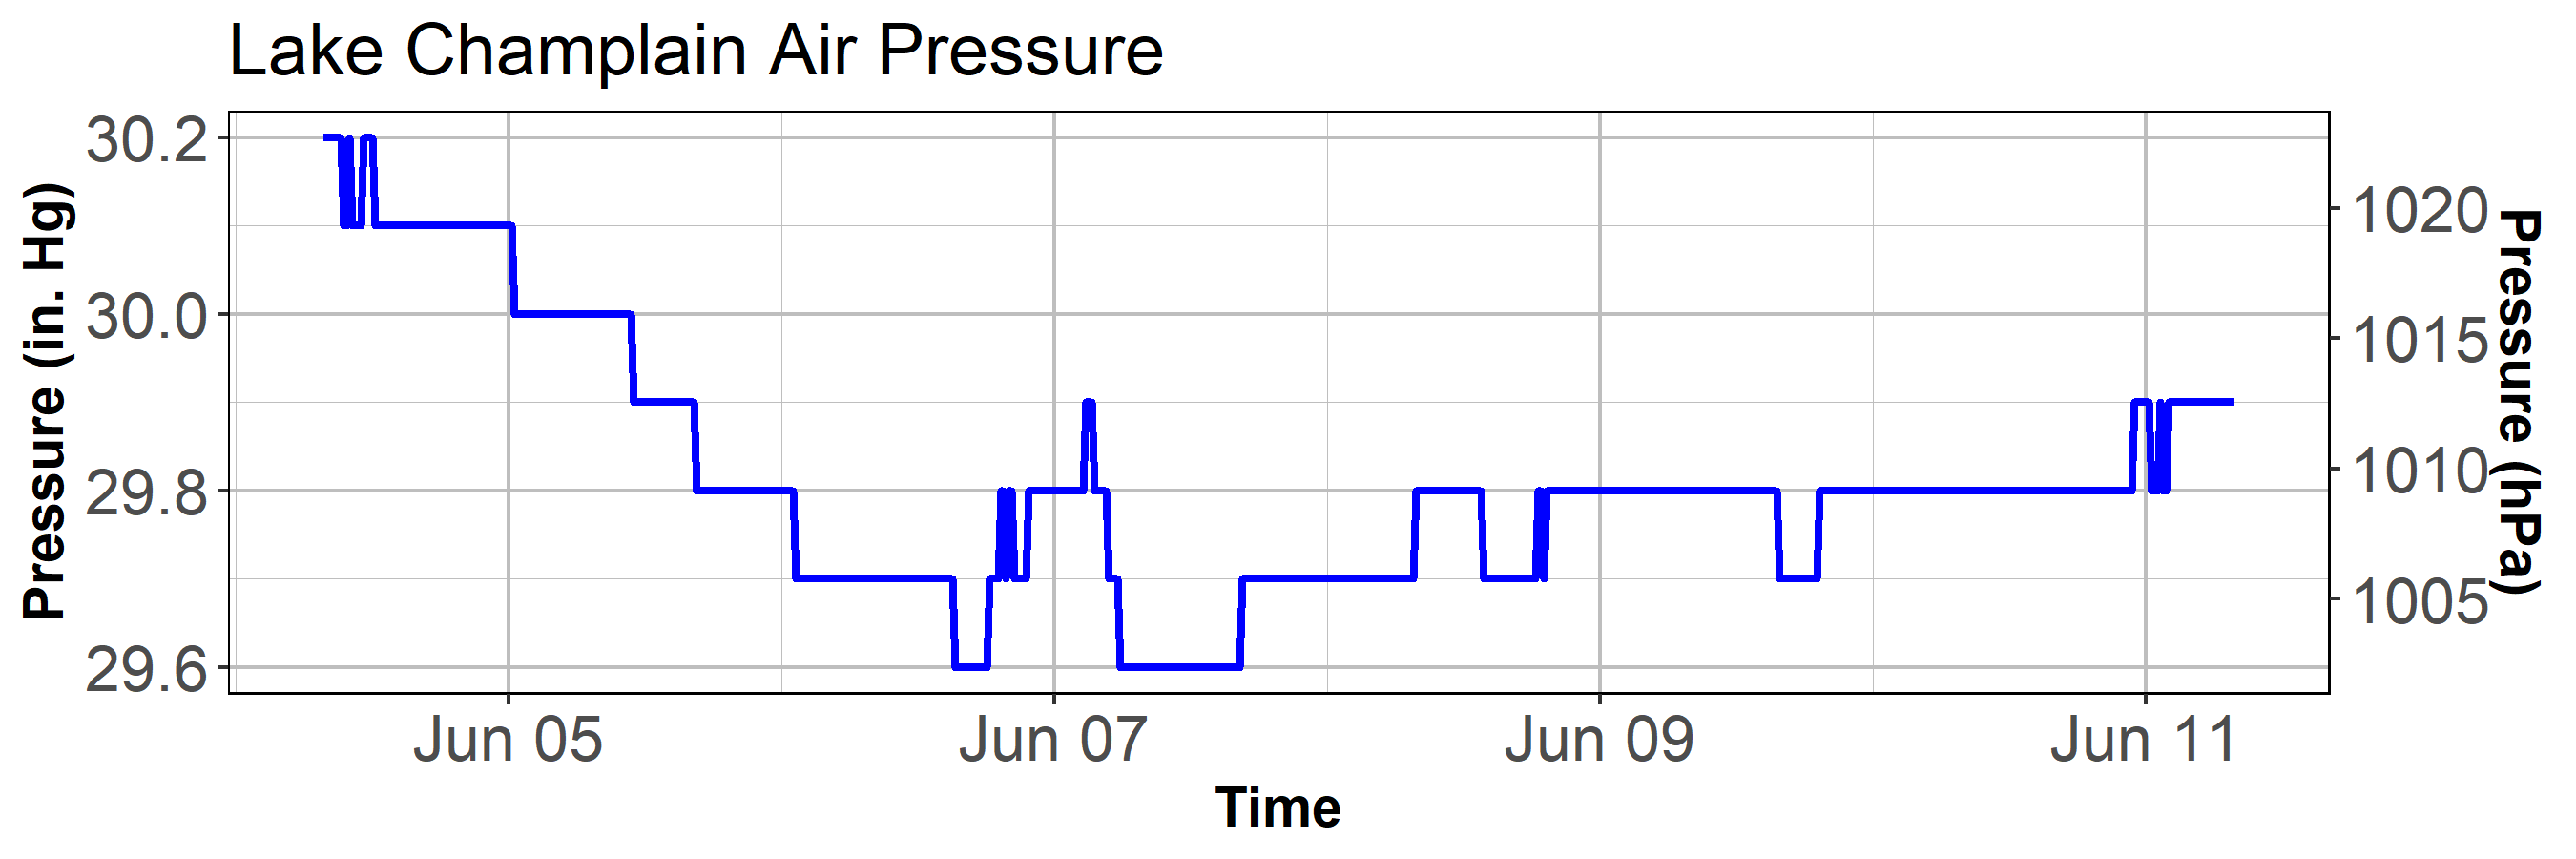 Lake Champlain Air Pressure
Pressure (in. Hg)
30.2
30.0
29.8
29.6
1020
1015
1010
1005
Pressure (hPa)
Jun 05
Jun 07
Jun 09
Jun 11
Time